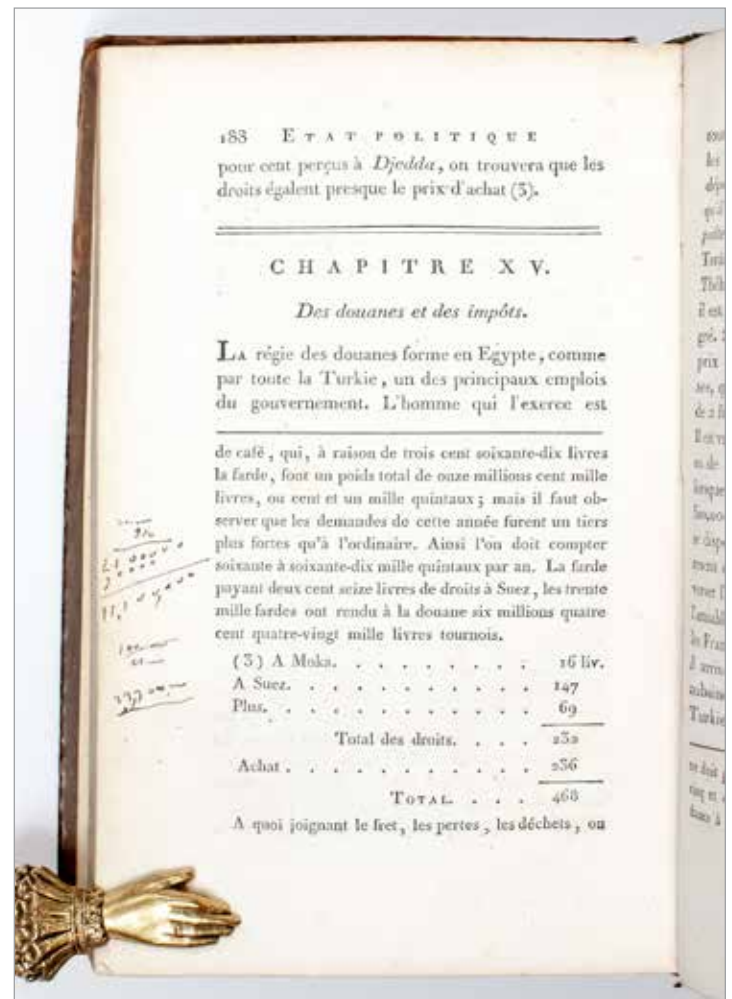 188 ETAT POLITIQUE
pour cent perçus à Djedda, on trouvera que les
droits égalent presque le prix d'achat (3).
CHAPITRE XV.
Des douanes et des impôts.
LA régie des douanes forme en Egypte, comme
par toute la Turkie, un des principaux emplois
du gouvernement. L'homme qui l'exerce est
de café, qui, à raison de trois cent soixante-dix livres
la farde, font un poids total de onze millions cent mille
livres, ou cent et un mille quintaux; mais il faut ob-
server que les demandes de cette année furent un tiers
plus fortes qu'à l'ordinaire. Ainsi l'on doit compter
soixante à soixante-dix mille quintaux par an. La farde
payant deux cent seize livres de droits à Suez, les trente
mille fardes ont rendu à la douane six millions quatre
cent quatre-vingt mille livres tournois.
(3) A Moka. . . . . . . . . 16 liv.
A Suez. . . . . . . . . . . 147
Plus. . . . . . . . . . . . 69
Total des droits. . . . 232
Achat . . . . . . . . . . . 236
TOTAL. . . . 468
A quoi joignant le fret, les pertes, les déchets, ou
les
prix
il est
Turkie